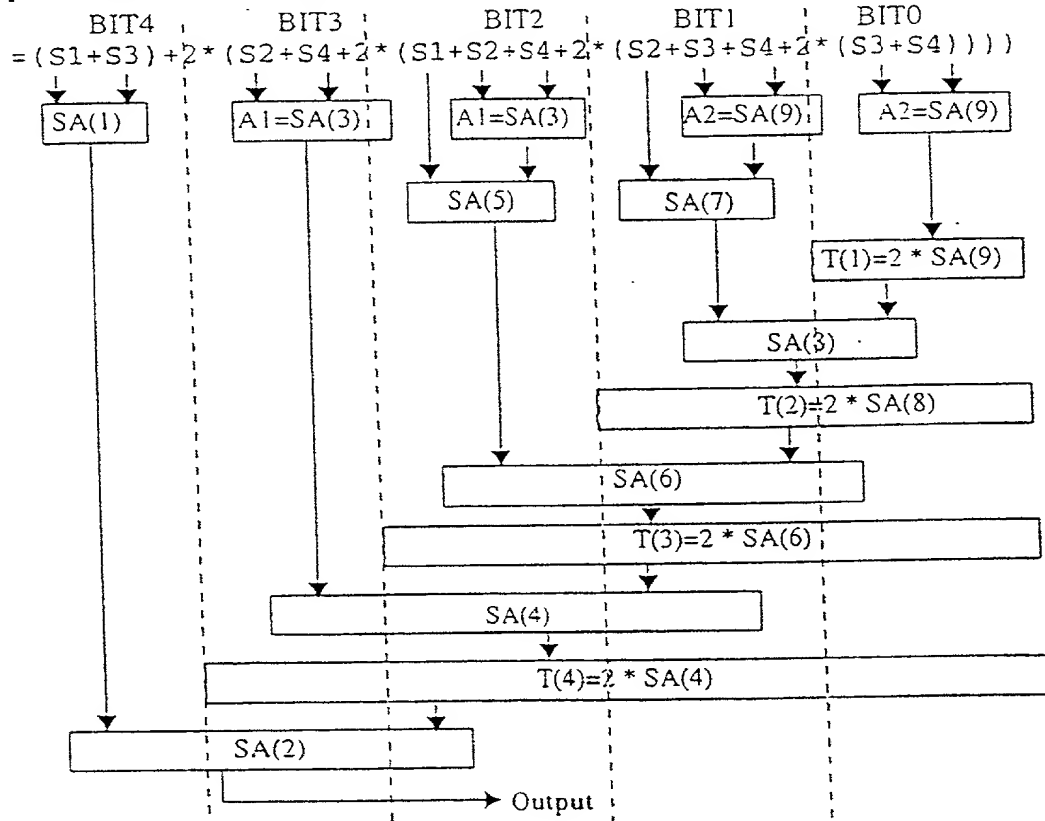 BIT4 BIT3 BIT2 BIT1 BIT0
=(S1+S3)+2*(S2+S4+2*(S1+S2+S4+2*(S2+S3+S4+2*(S3+S4))))
SA(1) A1=SA(3) A1=SA(3) A2=SA(9) A2=SA(9)
SA(5) SA(7)
T(1)=2 * SA(9)
SA(3)
T(2)=2 * SA(8)
SA(6)
T(3)=2 * SA(6)
SA(4)
T(4)=2 * SA(4)
SA(2)
Output